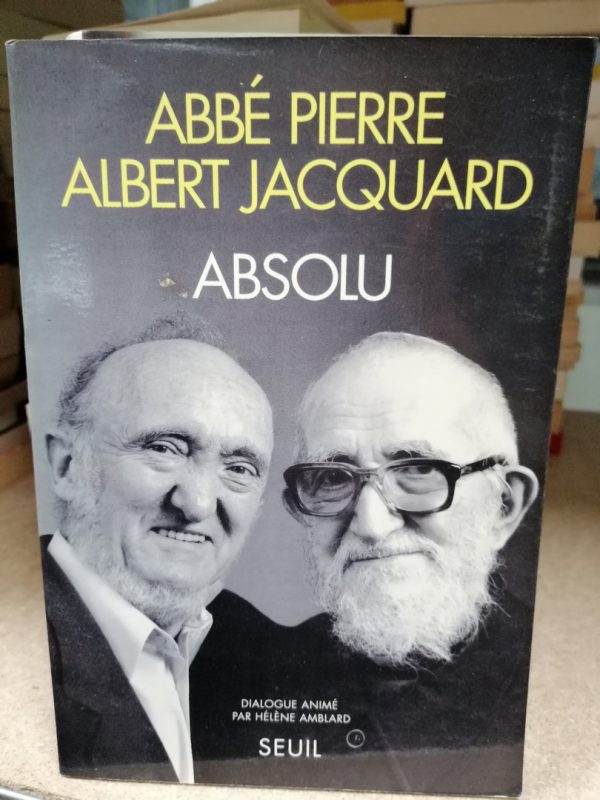 ABBÉ PIERRE
ALBERT JACQUARD
ABSOLU
DIALOGUE ANIMÉ
PAR HÉLÈNE AMBLARD
SEUIL